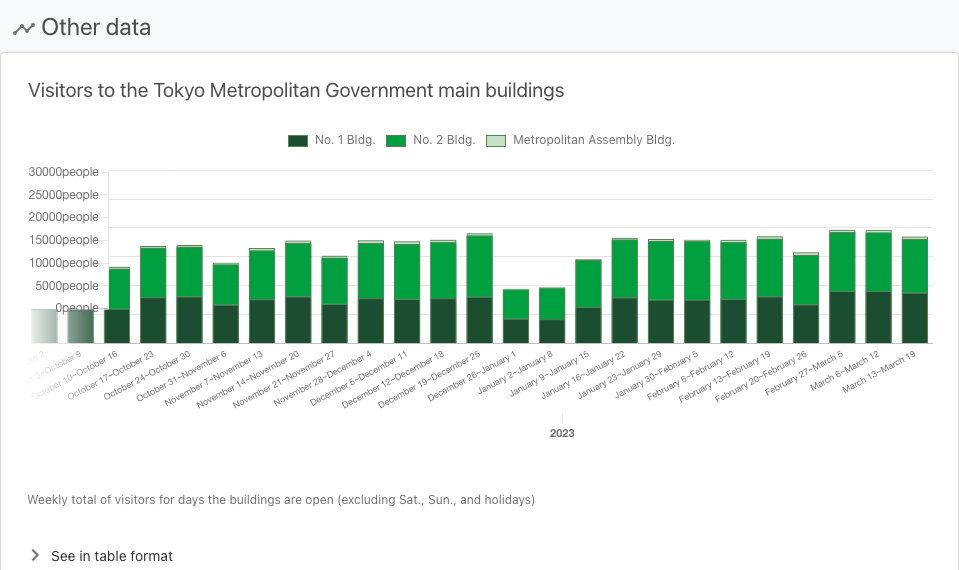 Other data
Visitors to the Tokyo Metropolitan Government main buildings
No. 1 Bldg. No. 2 Bldg. Metropolitan Assembly Bldg.
30000people
25000people
20000people
15000people
10000people
5000people
0people
October 9
October 10~October 16
October 17~October 23
October 24~October 30
October 31~November 6
November 7~November 13
November 14~November 20
November 21~November 27
November 28~December 4
December 5~December 11
December 12~December 18
December 19~December 25
December 26~January 1
January 2~January 8
January 9~January 15
January 16~January 22
January 23~January 29
January 30~February 5
February 6~February 12
February 13~February 19
February 20~February 26
February 27~March 5
March 6~March 12
March 13~March 19
2023
Weekly total of visitors for days the buildings are open (excluding Sat., Sun., and holidays)
See in table format